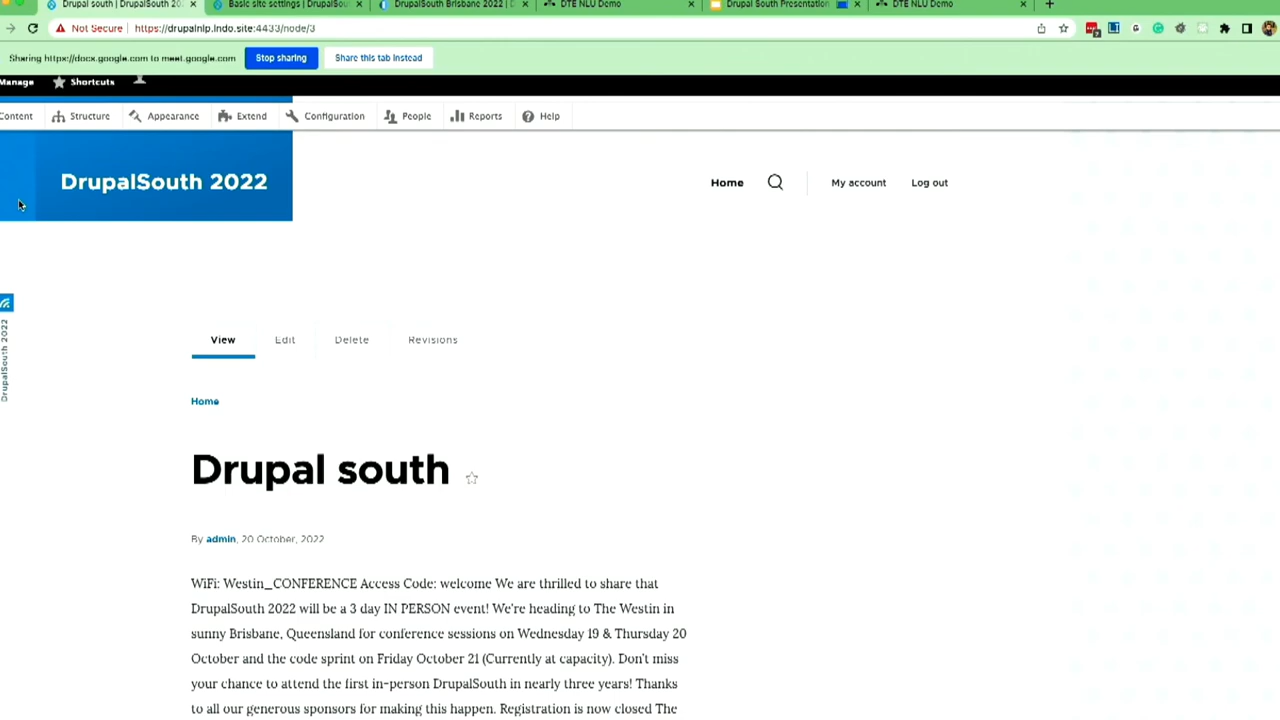 Drupal south | DrupalSouth 20
Basic site settings | DrupalSou
DrupalSouth Brisbane 2022 | D
DTE NLU Demo
Drupal South Presentation
DTE NLU Demo
Not Secure https://drupalnlp.lndo.site:4433/node/3
Sharing https://docs.google.com to meet.google.com
Stop sharing
Share this tab instead
Manage Shortcuts
Content Structure Appearance Extend Configuration People Reports Help
DrupalSouth 2022
Home My account Log out
DrupalSouth 2022
View Edit Delete Revisions
Home
Drupal south
By admin, 20 October, 2022
WiFi: Westin_CONFERENCE Access Code: welcome We are thrilled to share that
DrupalSouth 2022 will be a 3 day IN PERSON event! We're heading to The Westin in
sunny Brisbane, Queensland for conference sessions on Wednesday 19 & Thursday 20
October and the code sprint on Friday October 21 (Currently at capacity). Don't miss
your chance to attend the first in-person DrupalSouth in nearly three years! Thanks
to all our generous sponsors for making this happen. Registration is now closed The